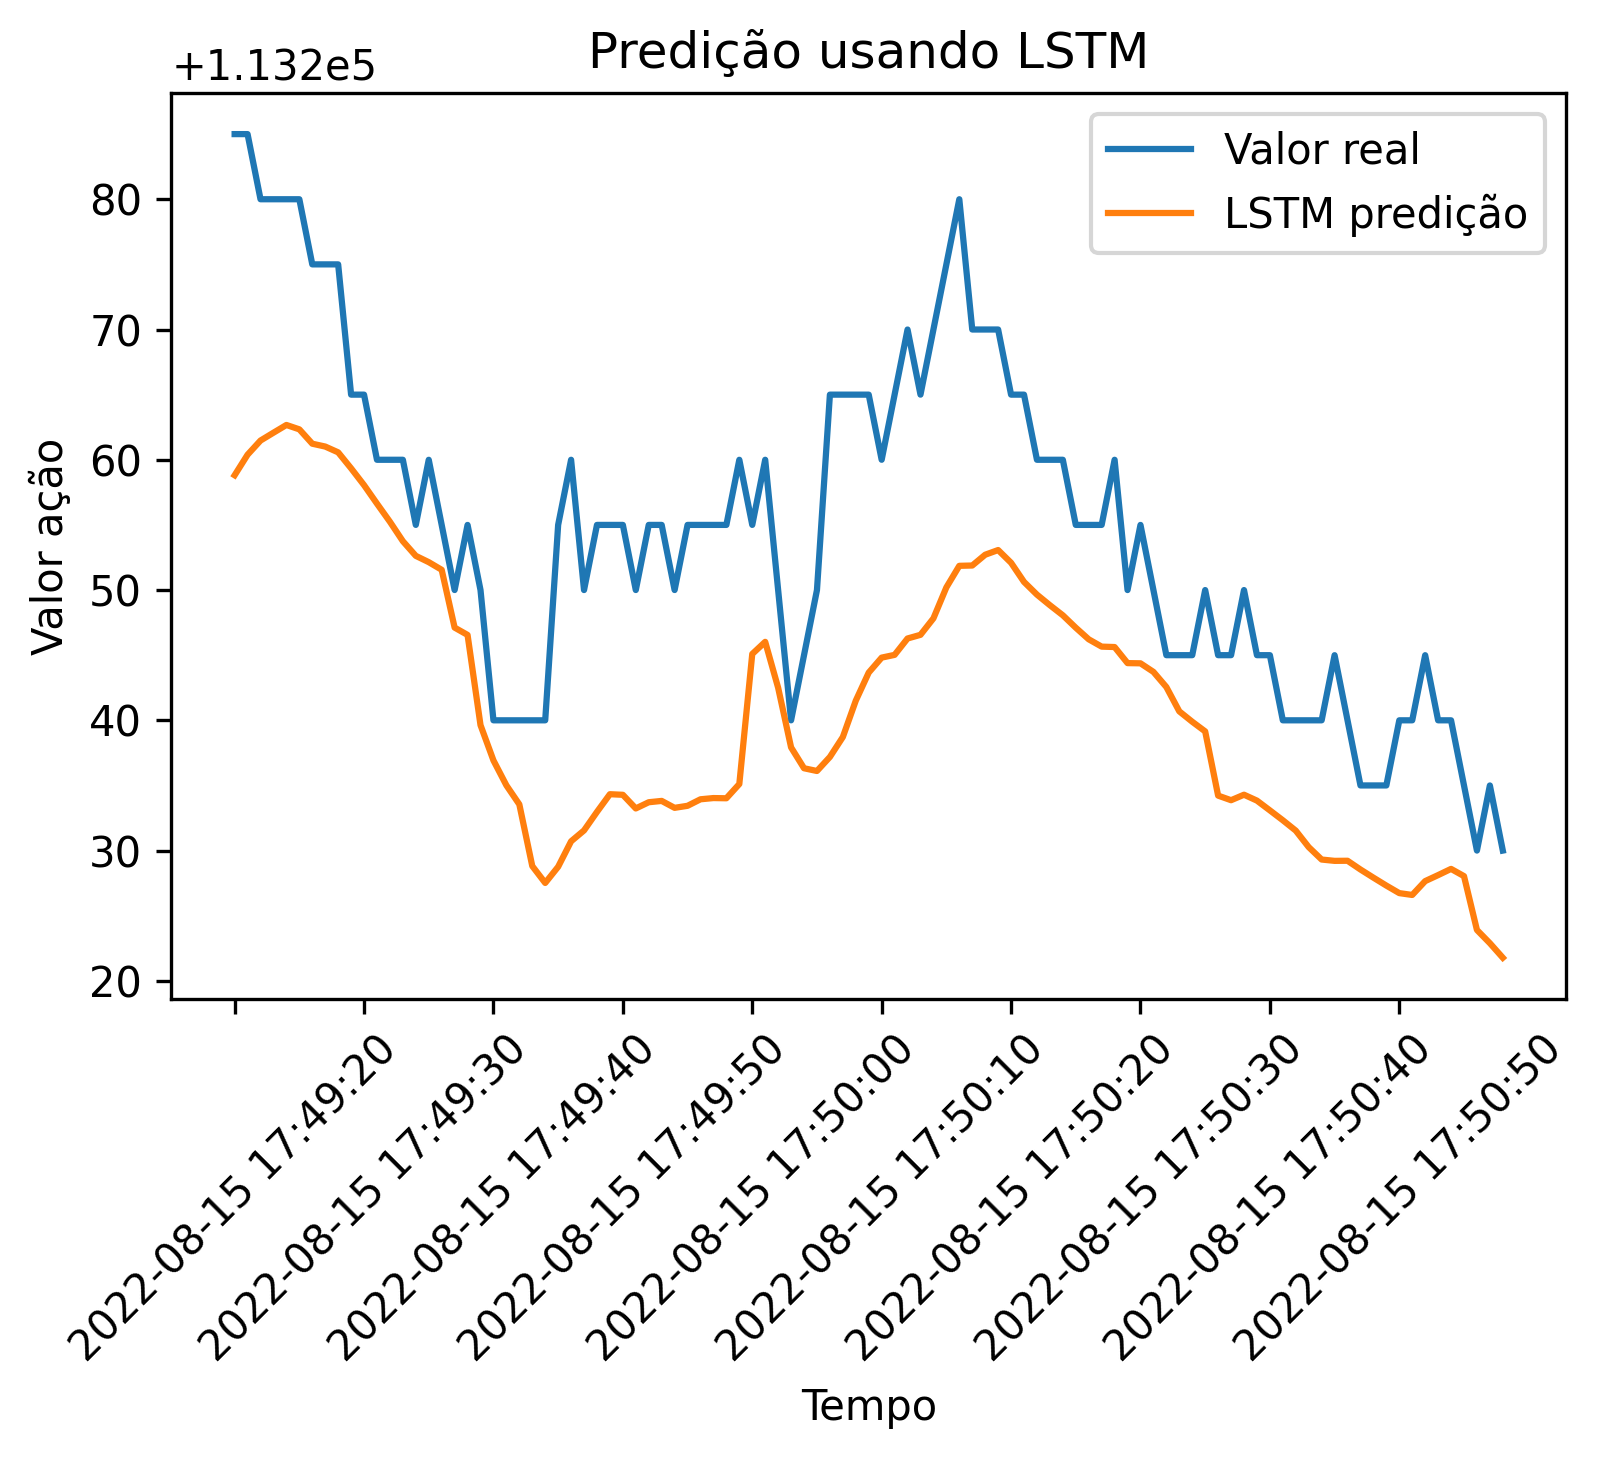 Predição usando LSTM
+1.132e5
Valor real
LSTM predição
80
70
60
50
40
30
20
Valor ação
2022-08-15 17:49:20
2022-08-15 17:49:30
2022-08-15 17:49:40
2022-08-15 17:49:50
2022-08-15 17:50:00
2022-08-15 17:50:10
2022-08-15 17:50:20
2022-08-15 17:50:30
2022-08-15 17:50:40
2022-08-15 17:50:50
Tempo